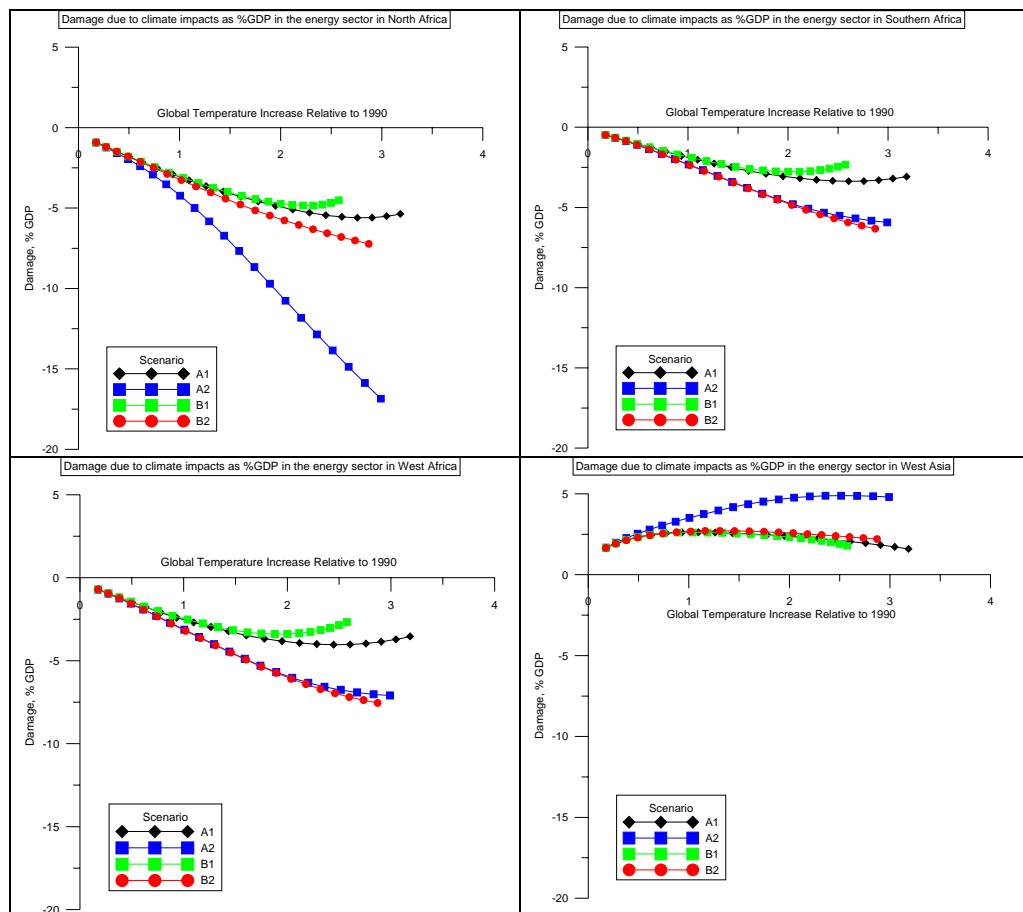 Damage due to climate impacts as %GDP in the energy sector in North Africa
5
0
-5
-10
-15
-20
Damage, % GDP
Global Temperature Increase Relative to 1990
0 1 2 3 4
Scenario
A1
A2
B1
B2
Damage due to climate impacts as %GDP in the energy sector in Southern Africa
5
0
-5
-10
-15
-20
Damage, % GDP
Global Temperature Increase Relative to 1990
0 1 2 3 4
Scenario
A1
A2
B1
B2
Damage due to climate impacts as %GDP in the energy sector in West Africa
5
0
-5
-10
-15
-20
Damage, % GDP
Global Temperature Increase Relative to 1990
0 1 2 3 4
Scenario
A1
A2
B1
B2
Damage due to climate impacts as %GDP in the energy sector in West Asia
5
0
-5
-10
-15
-20
Damage, % GDP
0 1 2 3 4
Global Temperature Increase Relative to 1990
Scenario
A1
A2
B1
B2